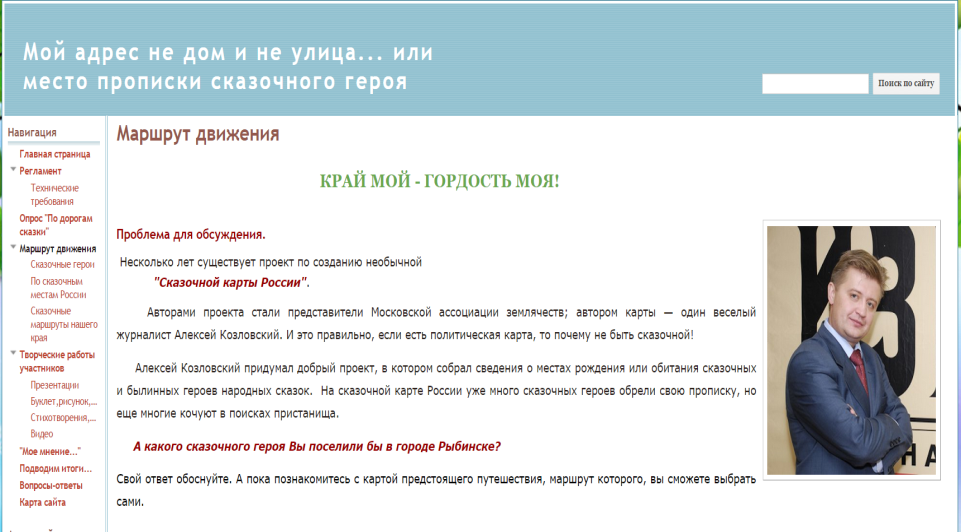 Мой адрес не дом и не улица... или
место прописки сказочного героя
Поиск по сайту
Навигация
Главная страница
Регламент
Технические
требования
Опрос "По дорогам
сказки"
Маршрут движения
Сказочные герои
По сказочным
местам России
Сказочные
маршруты нашего
края
Творческие работы
участников
Презентации
Буклет,рисунок,...
Стихотворения,...
Видео
"Мое мнение..."
Подводим итоги...
Вопросы-ответы
Карта сайта
Маршрут движения
КРАЙ МОЙ - ГОРДОСТЬ МОЯ!
Проблема для обсуждения.
Несколько лет существует проект по созданию необычной
"Сказочной карты России".
Авторами проекта стали представители Московской ассоциации землячеств; автором карты — один веселый
журналист Алексей Козловский. И это правильно, если есть политическая карта, то почему не быть сказочной!
Алексей Козловский придумал добрый проект, в котором собрал сведения о местах рождения или обитания сказочных
и былинных героев народных сказок. На сказочной карте России уже много сказочных героев обрели свою прописку, но
еще многие кочуют в поисках пристанища.
А какого сказочного героя Вы поселили бы в городе Рыбинске?
Свой ответ обоснуйте. А пока познакомитесь с картой предстоящего путешествия, маршрут которого, вы сможете выбрать
сами.